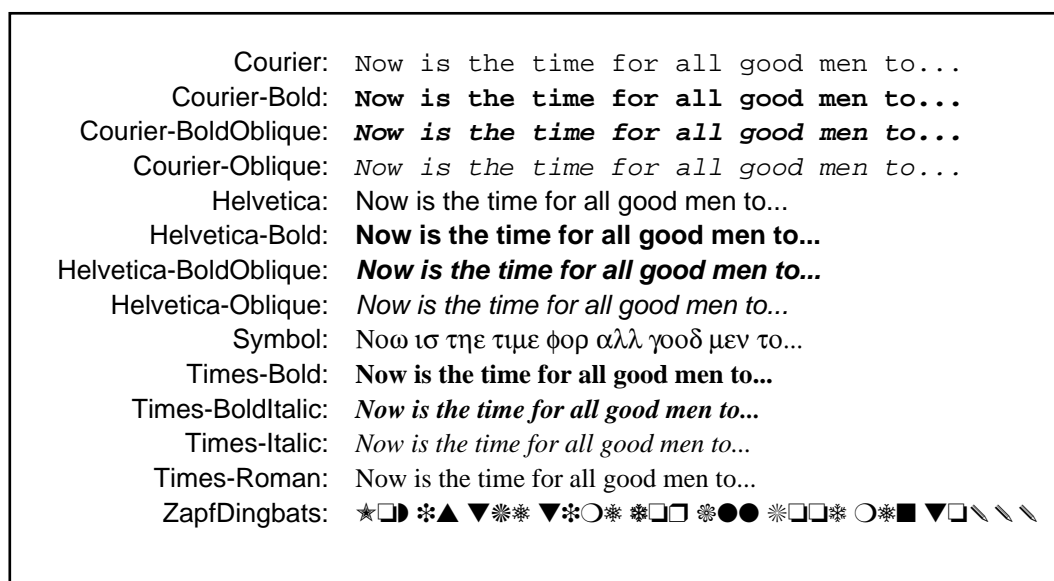 Courier: Now is the time for all good men to...
Courier-Bold: Now is the time for all good men to...
Courier-BoldOblique: Now is the time for all good men to...
Courier-Oblique: Now is the time for all good men to...
Helvetica: Now is the time for all good men to...
Helvetica-Bold: Now is the time for all good men to...
Helvetica-BoldOblique: Now is the time for all good men to...
Helvetica-Oblique: Now is the time for all good men to...
Symbol: Νοω ισ τηε τιμε φορ αλλ γοοδ μεν το...
Times-Bold: Now is the time for all good men to...
Times-BoldItalic: Now is the time for all good men to...
Times-Italic: Now is the time for all good men to...
Times-Roman: Now is the time for all good men to...
ZapfDingbats: ✮❏◗ ✼▲ ▼❈❅ ▼✼❍❅ ❆❏❒ ❁●● ❇❏❏❄ ❍❅■ ▼❏✎✎✎